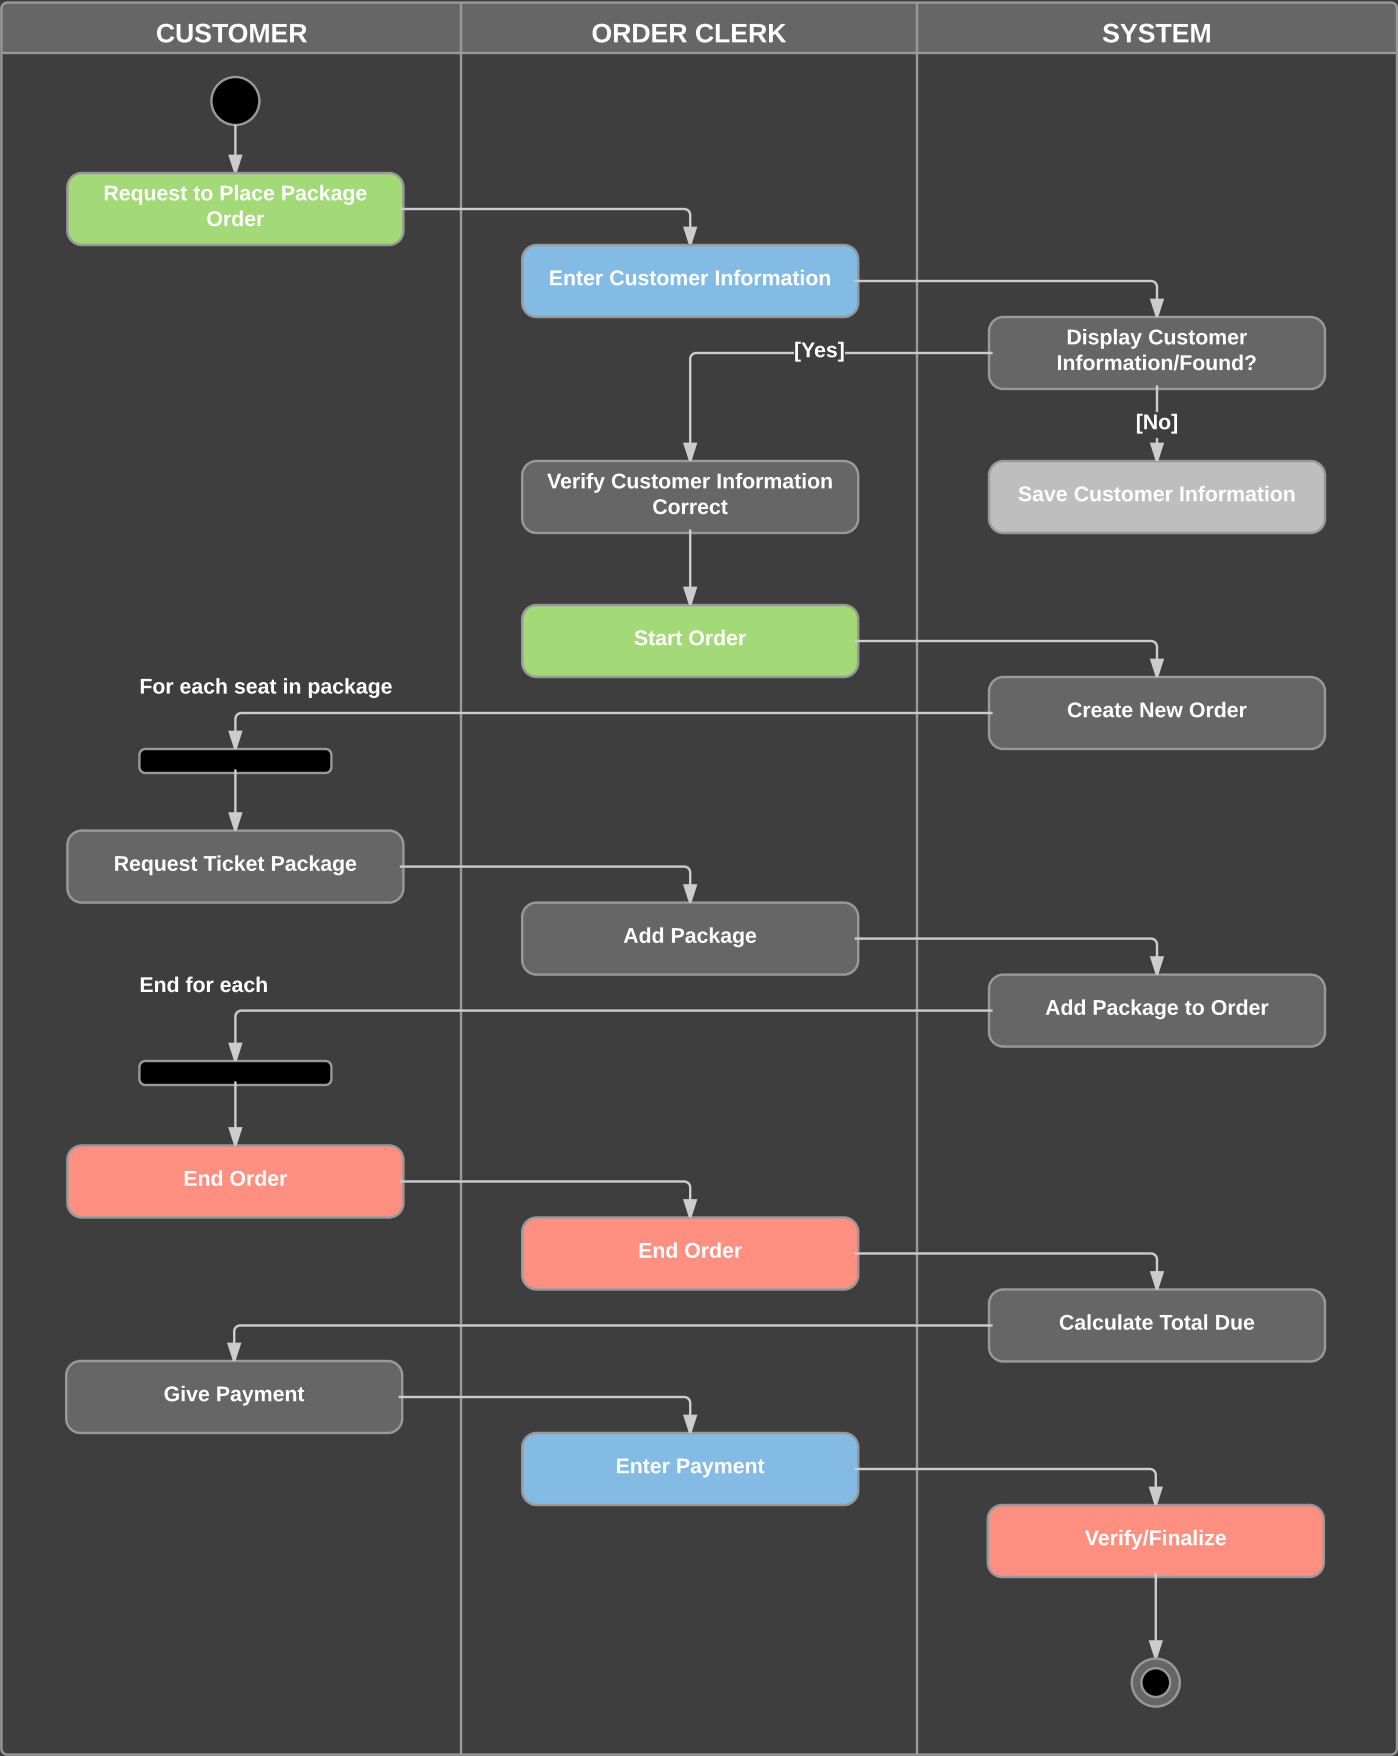 CUSTOMER
ORDER CLERK
SYSTEM
Request to Place Package
Order
Enter Customer Information
Display Customer
Information/Found?
[Yes]
[No]
Verify Customer Information
Correct
Save Customer Information
Start Order
For each seat in package
Create New Order
Request Ticket Package
Add Package
End for each
Add Package to Order
End Order
End Order
Calculate Total Due
Give Payment
Enter Payment
Verify/Finalize